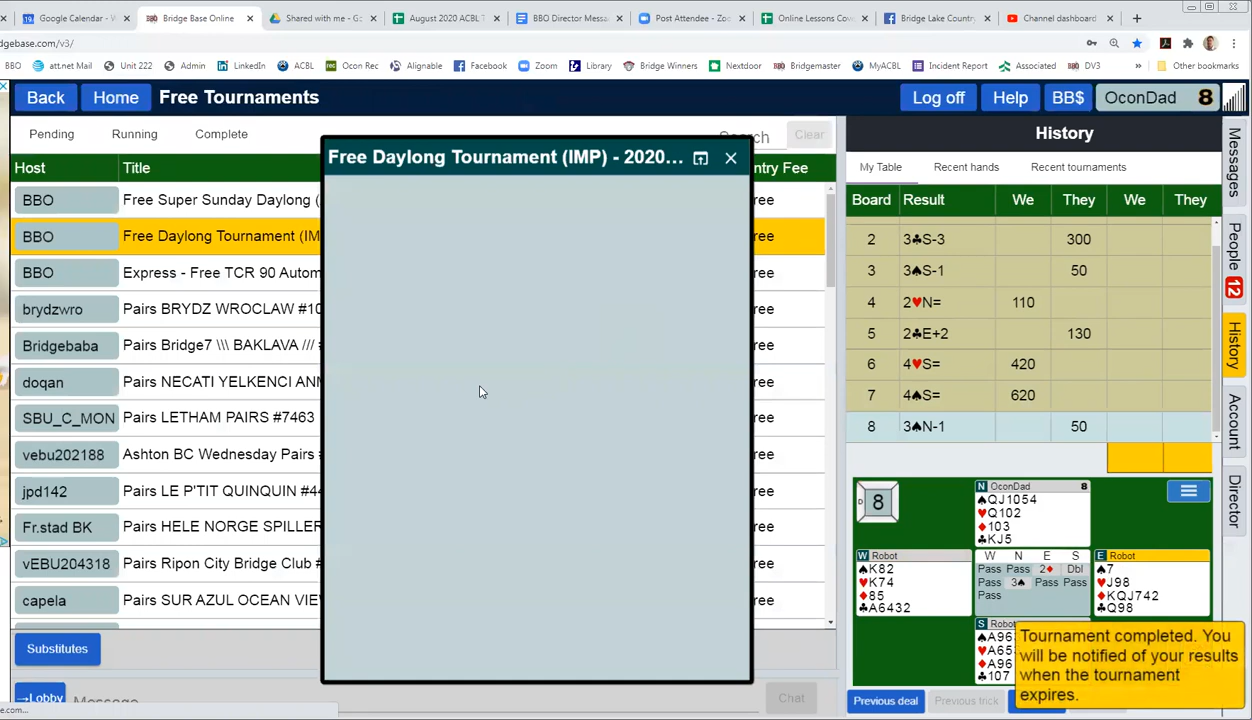 Google Calendar - W
Bridge Base Online
Shared with me - G
August 2020 ACBL T
BBO Director Messa
Post Attendee - Zoo
Online Lessons Cow
Bridge Lake Country
Channel dashboard
dgebase.com/v3/
BBO
att.net Mail
Unit 222
Admin
LinkedIn
ACBL
Ocon Rec
Alignable
Facebook
Zoom
Library
Bridge Winners
Nextdoor
Bridgemaster
MyACBL
Incident Report
Associated
DV3
»
Other bookmarks
Back
Home
Free Tournaments
Log off
Help
BB$
OconDad 8
Pending
Running
Complete
Search
Clear
Host
Title
ntry Fee
BBO
Free Super Sunday Daylong (
ree
BBO
Free Daylong Tournament (IM
ree
BBO
Express - Free TCR 90 Autom
ree
brydzwro
Pairs BRYDZ WROCLAW #10
ree
Bridgebaba
Pairs Bridge7 \\\ BAKLAVA ///
ree
doqan
Pairs NECATI YELKENCI AN
ree
SBU_C_MON
Pairs LETHAM PAIRS #7463
ree
vebu202188
Ashton BC Wednesday Pairs
ree
jpd142
Pairs LE P'TIT QUINQUIN #4
ree
Fr.stad BK
Pairs HELE NORGE SPILLER
ree
vEBU204318
Pairs Ripon City Bridge Club #
ree
capela
Pairs SUR AZUL OCEAN VIE
ree
Substitutes
→Lobby
Message
Chat
e.com...
Free Daylong Tournament (IMP) - 2020...
History
My Table
Recent hands
Recent tournaments
Board
Result
We
They
We
They
2 3♣S-3 300
3 3♠S-1 50
4 2♥N= 110
5 2♣E+2 130
6 4♥S= 420
7 4♠S= 620
8 3♠N-1 50
D 8
N OconDad 8
♠QJ1054
♥Q102
♦103
♣KJ5
W Robot
♠K82
♥K74
♦85
♣A6432
W N E S
Pass Pass 2♦ Dbl
Pass 3♠ Pass Pass
Pass
E Robot
♠7
♥J98
♦KQJ742
♣Q98
S Robo
♠A96
♥A65
♦A96
♣107
Tournament completed. You
will be notified of your results
when the tournament
expires.
Previous deal
Previous trick
Messages
People 12
History
Account
Director